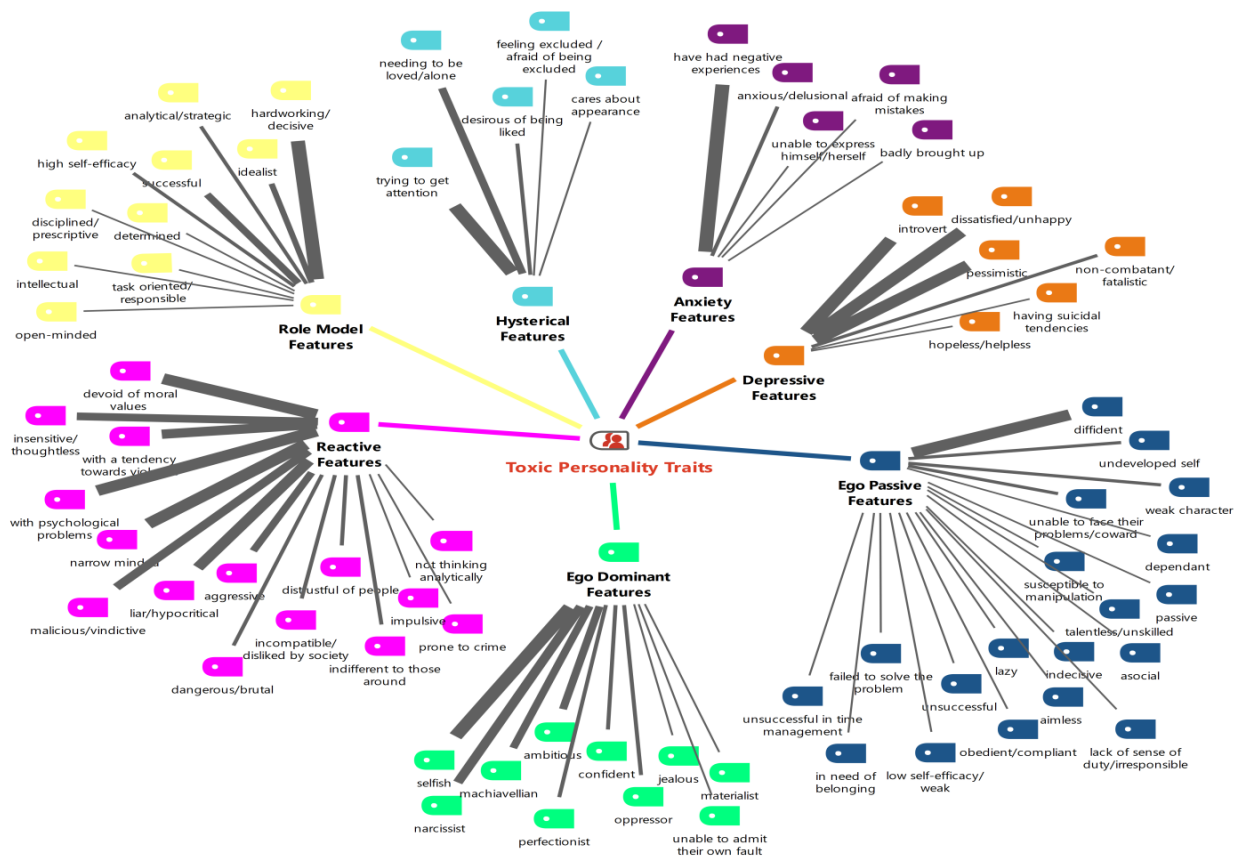 feeling excluded /
afraid of being
excluded
needing to be
loved/alone
have had negative
experiences
cares about
appearance
anxious/delusional
afraid of making
mistakes
hardworking/
decisive
analytical/strategic
desirous of being
liked
unable to express
himself/herself
badly brought up
high self-efficacy
successful
idealist
trying to get
attention
disciplined/
prescriptive
determined
introvert
dissatisfied/unhappy
intellectual
task oriented/
responsible
pessimistic
non-combatant/
fatalistic
open-minded
having suicidal
tendencies
hopeless/helpless
Role Model
Features
Hysterical
Features
Anxiety
Features
Depressive
Features
devoid of moral
values
insensitive/
thoughtless
with a tendency
towards
Reactive
Features
Toxic Personality Traits
Ego Passive
Features
diffident
undeveloped self
weak character
unable to face their
problems/coward
dependant
susceptible to
manipulation
passive
talentless/unskilled
asocial
indecisive
lazy
aimless
lack of sense of
duty/irresponsible
failed to solve the
problem
unsuccessful
obedient/compliant
unsuccessful in time
management
in need of
belonging
low self-efficacy/
weak
with psychological
problems
narrow minded
malicious/vindictive
liar/hypocritical
aggressive
distrustful of people
not thinking
analytically
impulsive
prone to crime
incompatible/
disliked by society
indifferent to those
around
dangerous/brutal
Ego Dominant
Features
ambitious
selfish
machiavellian
confident
jealous
materialist
narcissist
perfectionist
oppressor
unable to admit
their own fault